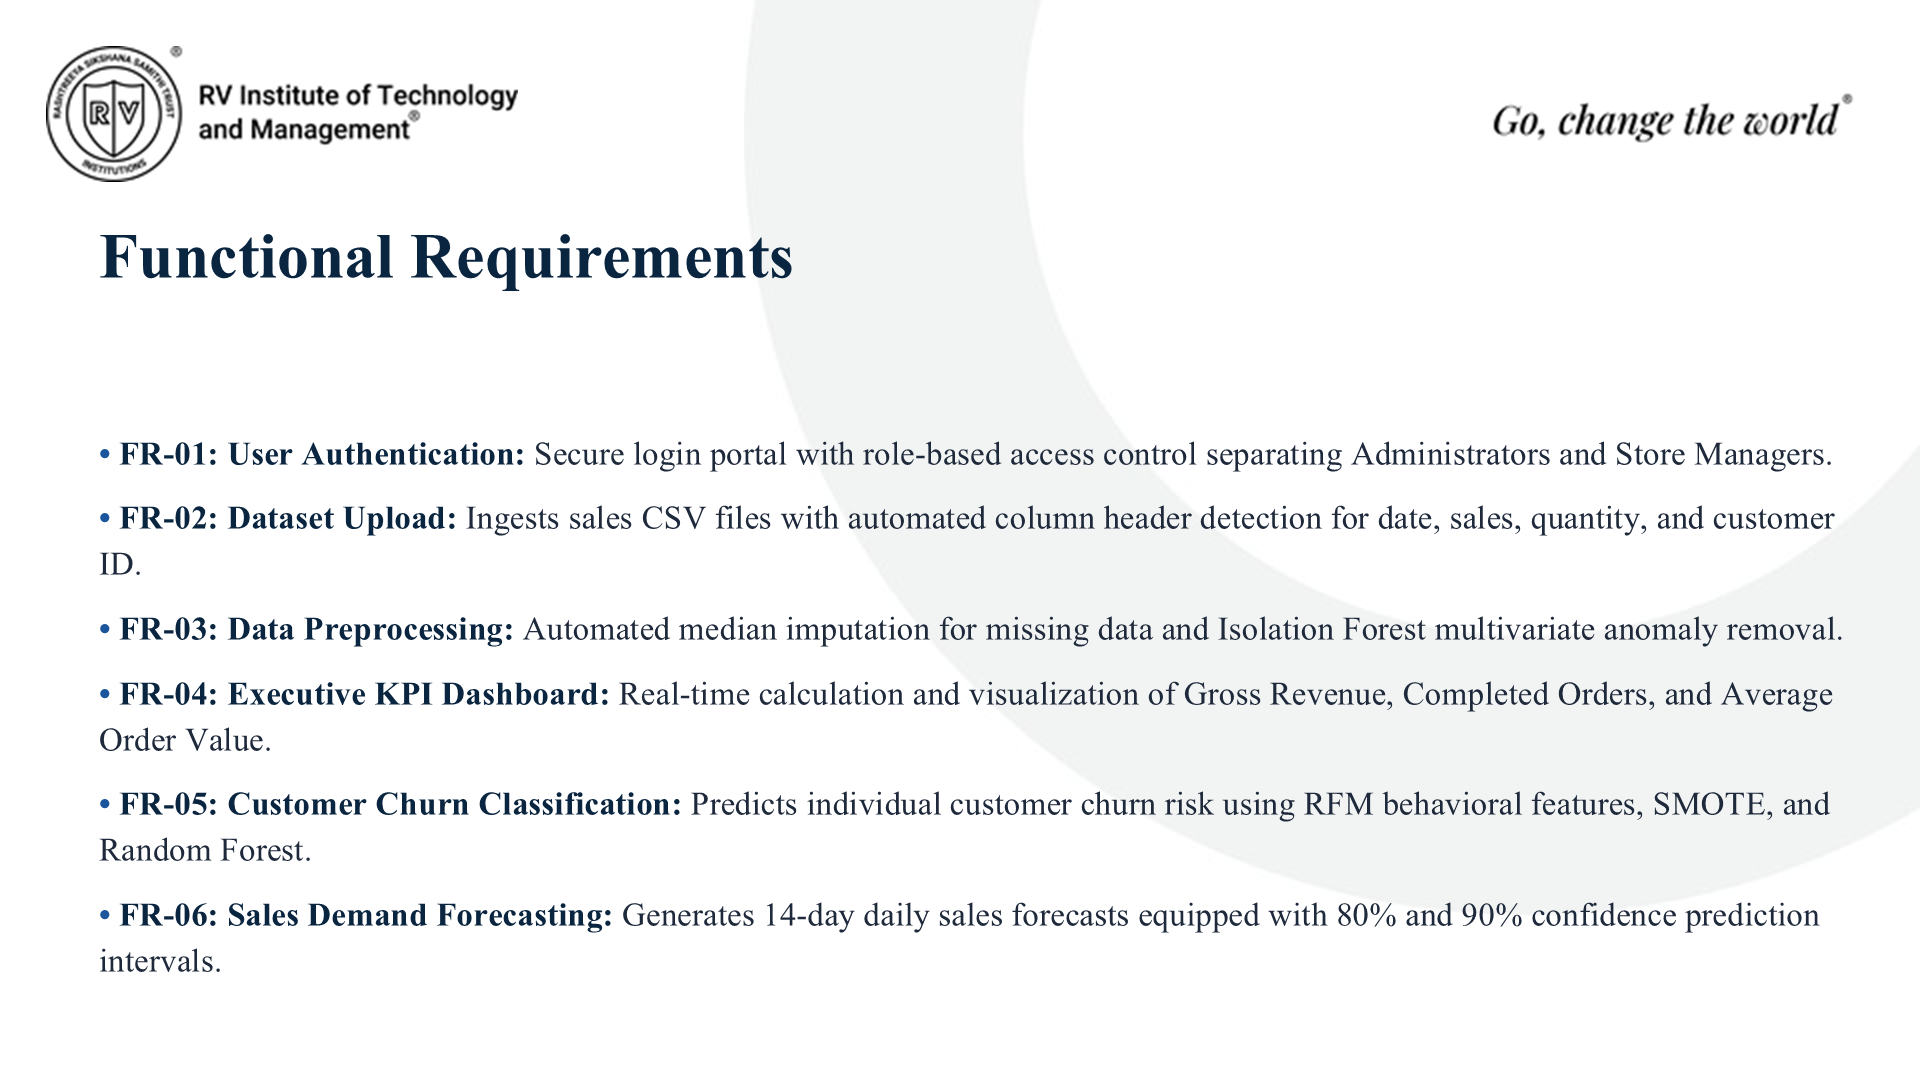 RASHTREEYA SIKSHANA SAMITHI TRUST
RV
INSTITUTIONS
®
RV Institute of Technology
and Management®
Go, change the world®
Functional Requirements
• FR-01: User Authentication: Secure login portal with role-based access control separating Administrators and Store Managers.
• FR-02: Dataset Upload: Ingests sales CSV files with automated column header detection for date, sales, quantity, and customer
ID.
• FR-03: Data Preprocessing: Automated median imputation for missing data and Isolation Forest multivariate anomaly removal.
• FR-04: Executive KPI Dashboard: Real-time calculation and visualization of Gross Revenue, Completed Orders, and Average
Order Value.
• FR-05: Customer Churn Classification: Predicts individual customer churn risk using RFM behavioral features, SMOTE, and
Random Forest.
• FR-06: Sales Demand Forecasting: Generates 14-day daily sales forecasts equipped with 80% and 90% confidence prediction
intervals.